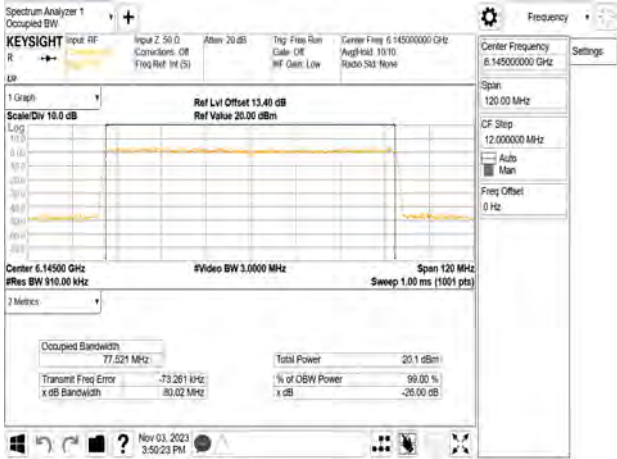 Spectrum Analyzer 1
Occupied BW
Frequency
KEYSIGHT Input: RF
Input Z: 50 Ω
Corrections: Off
Freq Ref: Int (S)
Atten: 20 dB
Trig: Free Run
Gate: Off
#IF Gain: Low
Center Freq: 6.145000000 GHz
Avg|Hold: 10/10
Radio Std: None
R
Center Frequency
6.145000000 GHz
Settings
Span
120.00 MHz
CF Step
12.000000 MHz
Auto
Man
Freq Offset
0 Hz
1 Graph
Scale/Div 10.0 dB
Ref Lvl Offset 13.40 dB
Ref Value 20.00 dBm
Log
10.0
0.00
Center 6.14500 GHz
#Video BW 3.0000 MHz
Span 120 MHz
#Res BW 910.00 kHz
Sweep 1.00 ms (1001 pts)
2 Metrics
Occupied Bandwidth
77.521 MHz
Total Power
20.1 dBm
Transmit Freq Error
-73.261 kHz
% of OBW Power
99.00 %
x dB Bandwidth
80.02 MHz
x dB
-26.00 dB
Nov 03, 2023
3:50:23 PM